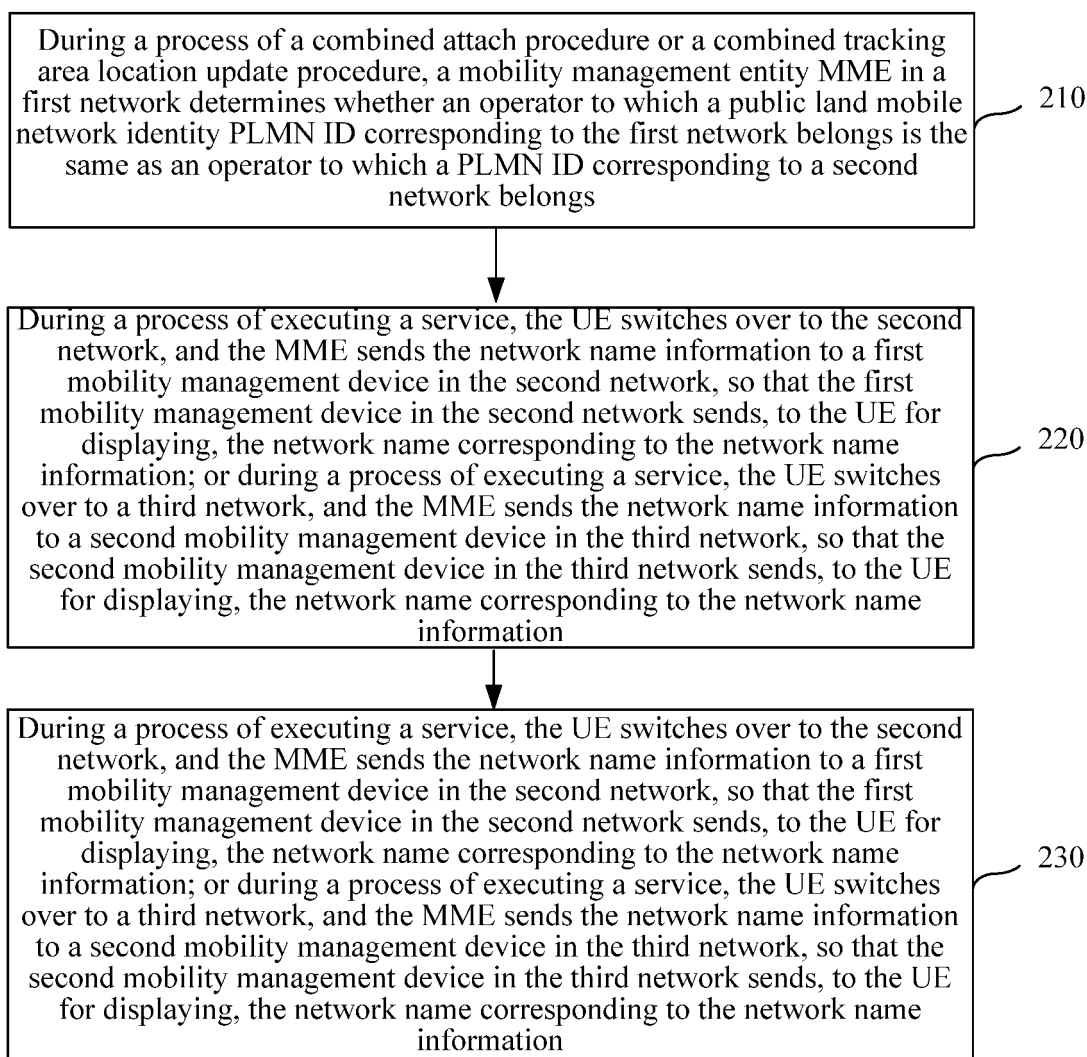 During a process of a combined attach procedure or a combined tracking
area location update procedure, a mobility management entity MME in a
first network determines whether an operator to which a public land mobile
network identity PLMN ID corresponding to the first network belongs is the
same as an operator to which a PLMN ID corresponding to a second
network belongs
210
During a process of executing a service, the UE switches over to the second
network, and the MME sends the network name information to a first
mobility management device in the second network, so that the first
mobility management device in the second network sends, to the UE for
displaying, the network name corresponding to the network name
information; or during a process of executing a service, the UE switches
over to a third network, and the MME sends the network name information
to a second mobility management device in the third network, so that the
second mobility management device in the third network sends, to the UE
for displaying, the network name corresponding to the network name
information
220
During a process of executing a service, the UE switches over to the second
network, and the MME sends the network name information to a first
mobility management device in the second network, so that the first
mobility management device in the second network sends, to the UE for
displaying, the network name corresponding to the network name
information; or during a process of executing a service, the UE switches
over to a third network, and the MME sends the network name information
to a second mobility management device in the third network, so that the
second mobility management device in the third network sends, to the UE
for displaying, the network name corresponding to the network name
information
230